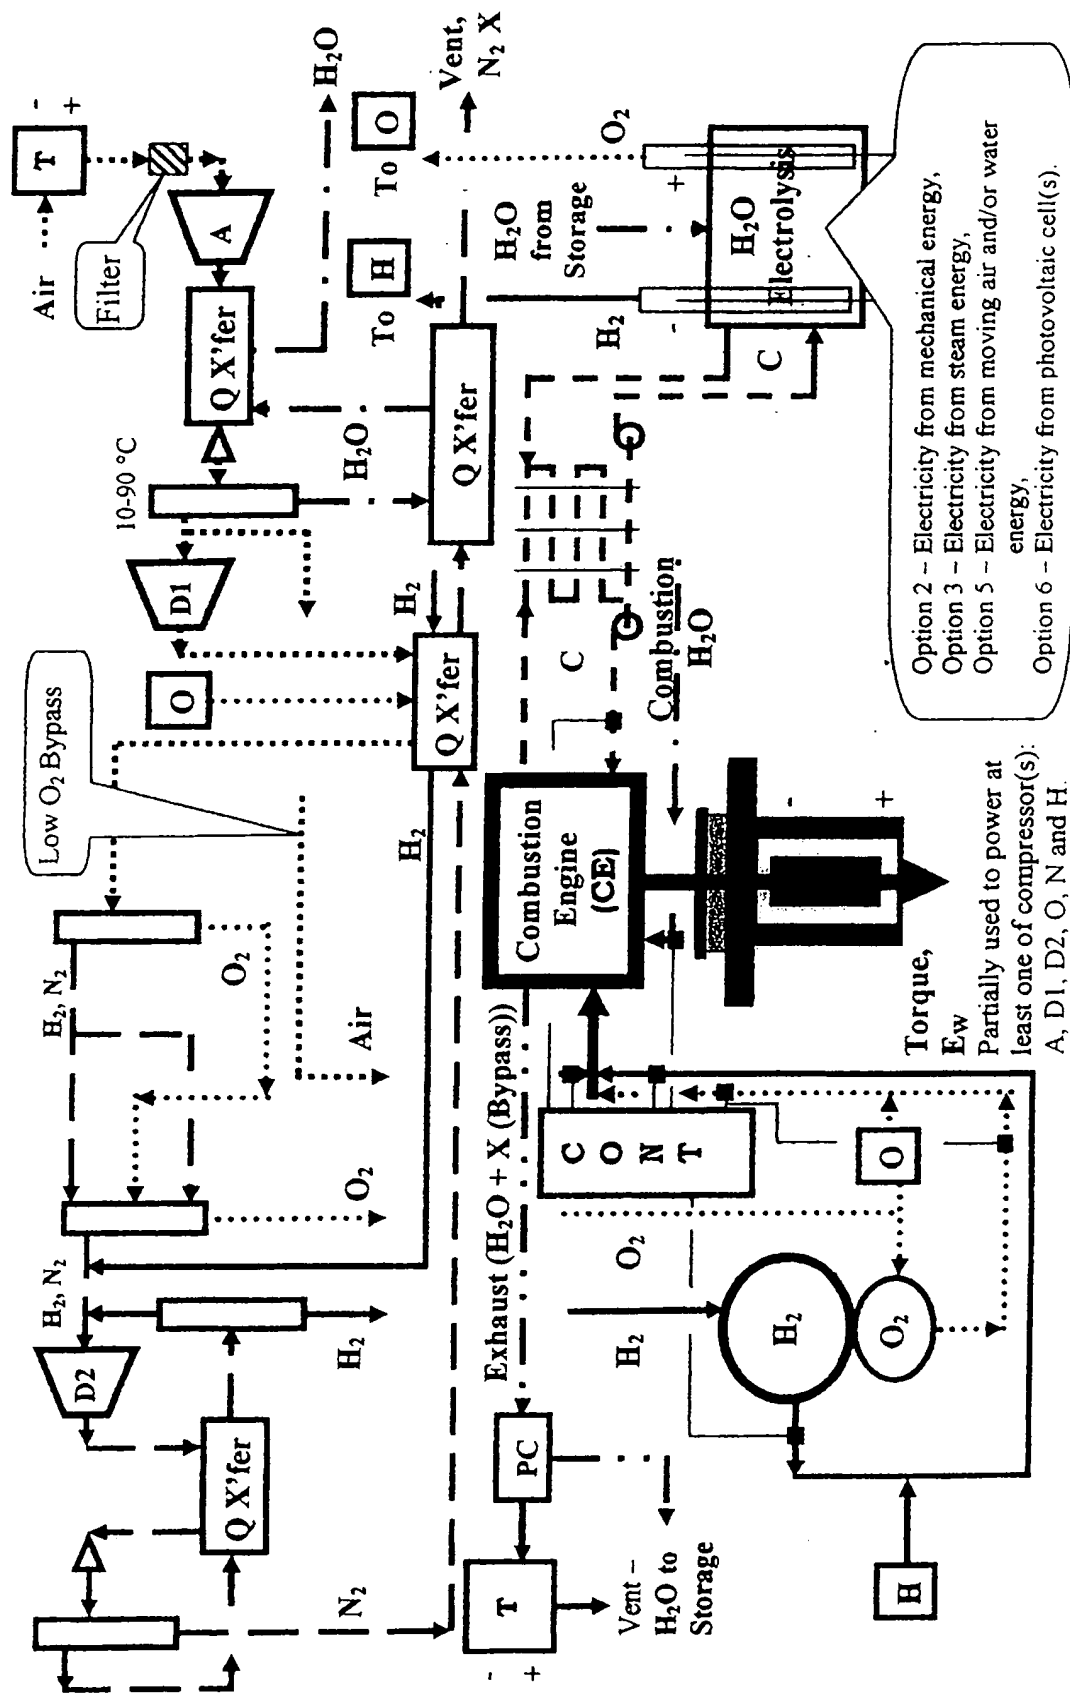 T
-
+
Air
Filter
A
H₂O
Q X'fer
10-90 °C
H₂O
D1
O
Low O₂ Bypass
H₂
Q X'fer
Q X'fer
Vent,
N₂ X
To
H
To
O
H₂O
from
Storage
O₂
+
-
H₂
H₂O
Electrolysis
C
C
H₂, N₂
O₂
Air
O₂
H₂
H₂, N₂
D2
H₂
Q X'fer
N₂
Combustion
H₂O
Combustion
Engine
(CE)
-
+
Exhaust (H₂O + X (Bypass))
PC
T
-
+
Vent –
H₂O to
Storage
C
O
N
T
H₂
O₂
H₂
O₂
O
H
Torque,
Eᴡ
Partially used to power at
least one of compressor(s):
A, D1, D2, O, N and H.
Option 2 – Electricity from mechanical energy,
Option 3 – Electricity from steam energy,
Option 5 – Electricity from moving air and/or water
energy,
Option 6 – Electricity from photovoltaic cell(s).